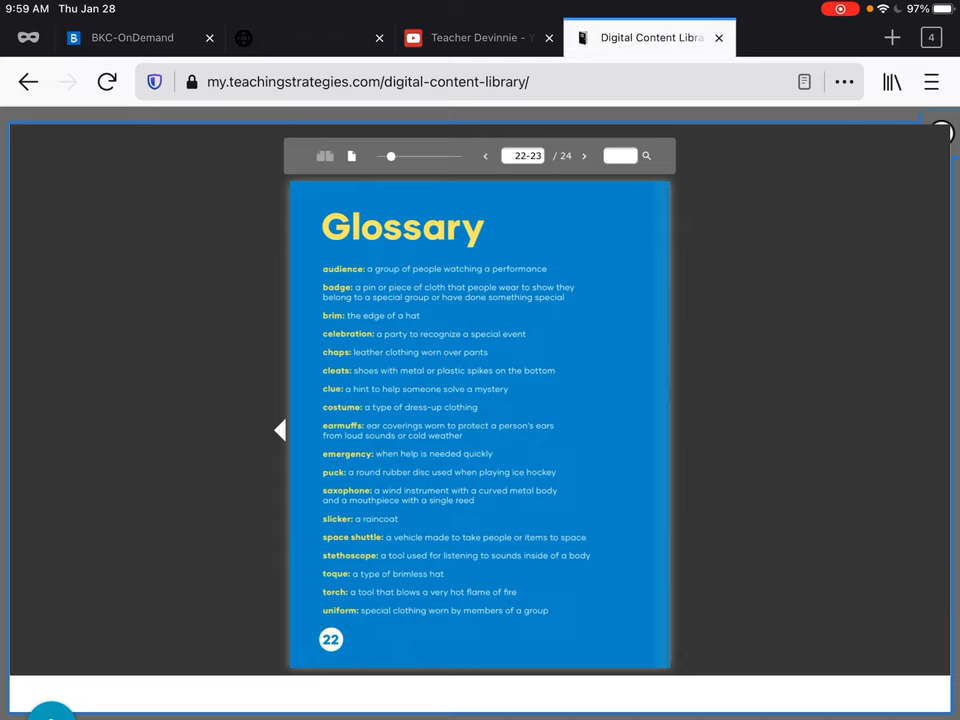 9:59 AM Thu Jan 28
97%
BKC-OnDemand
Teacher Devinnie - Y
Digital Content Libra
4
my.teachingstrategies.com/digital-content-library/
22-23 / 24
Glossary
audience: a group of people watching a performance
badge: a pin or piece of cloth that people wear to show they
belong to a special group or have done something special
brim: the edge of a hat
celebration: a party to recognize a special event
chaps: leather clothing worn over pants
cleats: shoes with metal or plastic spikes on the bottom
clue: a hint to help someone solve a mystery
costume: a type of dress-up clothing
earmuffs: ear coverings worn to protect a person's ears
from loud sounds or cold weather
emergency: when help is needed quickly
puck: a round rubber disc used when playing ice hockey
saxophone: a wind instrument with a curved metal body
and a mouthpiece with a single reed
slicker: a raincoat
space shuttle: a vehicle made to take people or items to space
stethoscope: a tool used for listening to sounds inside of a body
toque: a type of brimless hat
torch: a tool that blows a very hot flame of fire
uniform: special clothing worn by members of a group
22